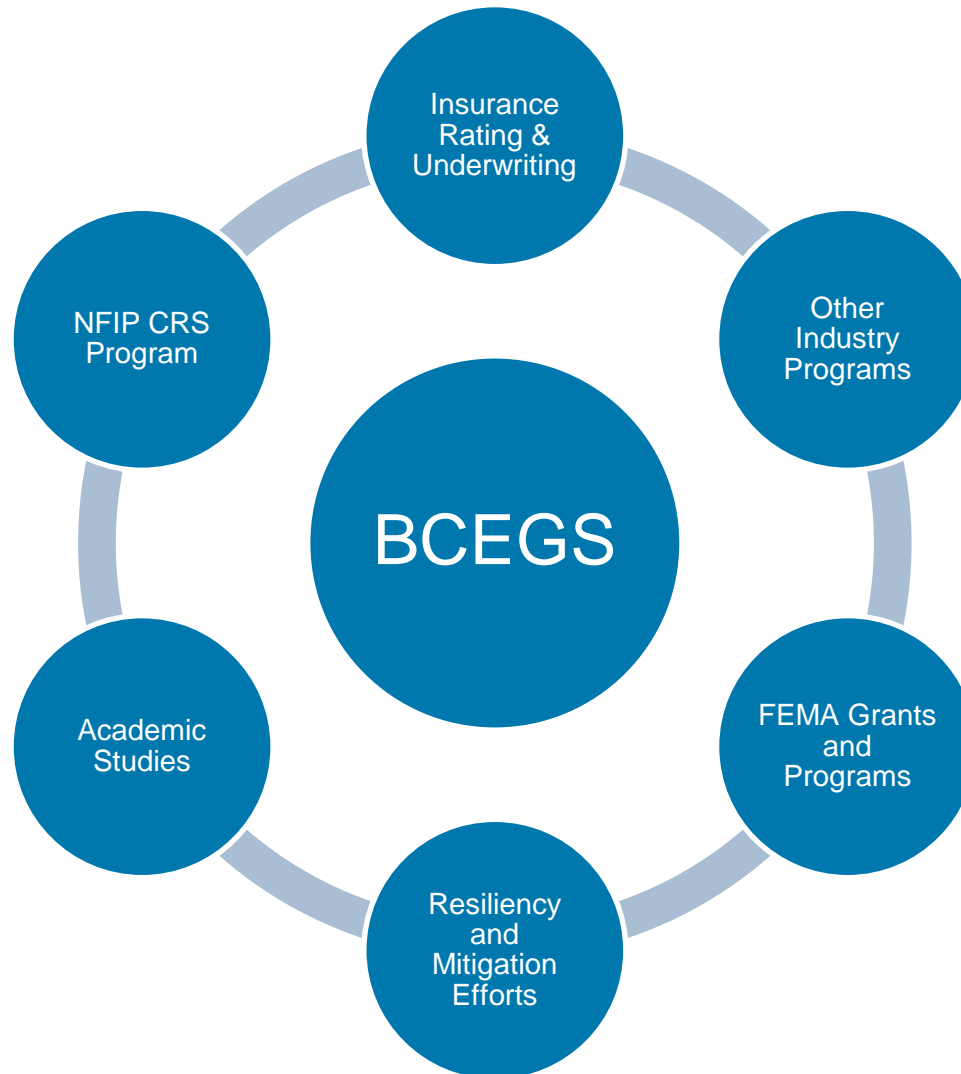 Insurance
Rating &
Underwriting
Other
Industry
Programs
FEMA Grants
and
Programs
Resiliency
and
Mitigation
Efforts
Academic
Studies
NFIP CRS
Program
BCEGS